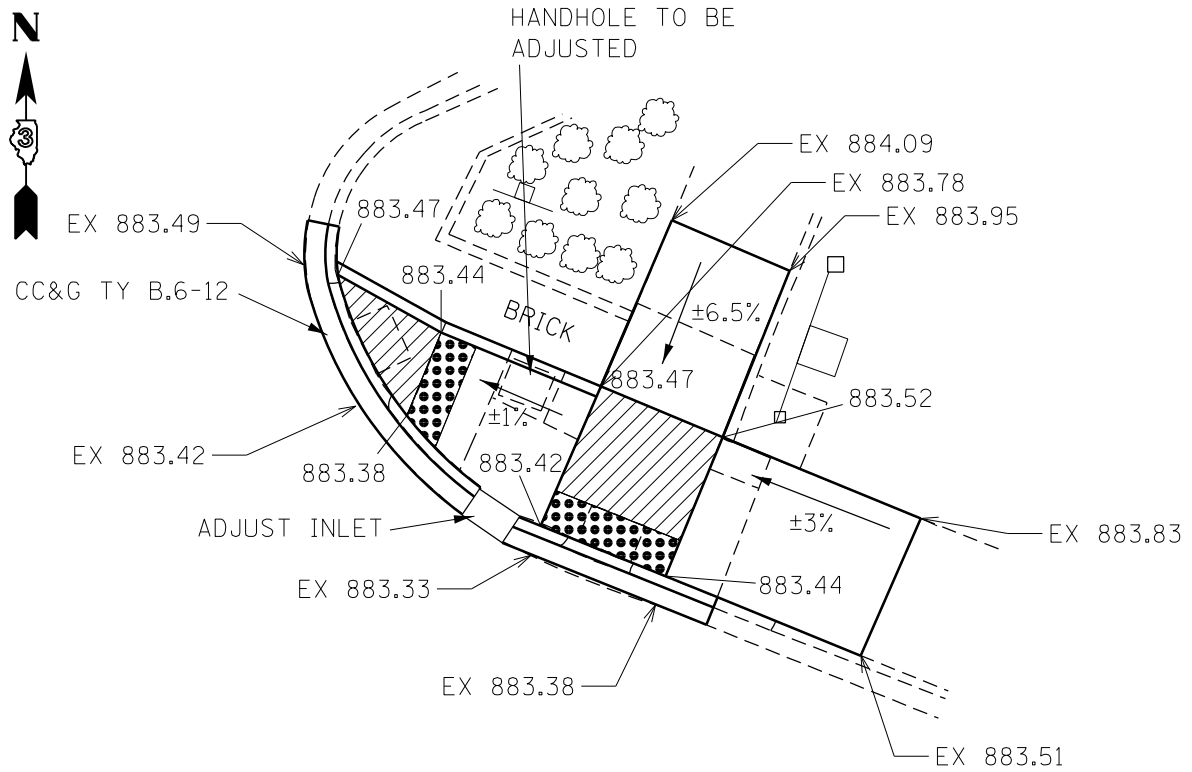 HANDHOLE TO BE
ADJUSTED
N
3
EX 884.09
EX 883.78
EX 883.95
EX 883.49
883.47
883.44
CC&G TY B.6-12
BRICK
±6.5%
883.47
883.52
±1%
EX 883.42
883.38
883.42
ADJUST INLET
±3%
EX 883.83
EX 883.33
883.44
EX 883.38
EX 883.51